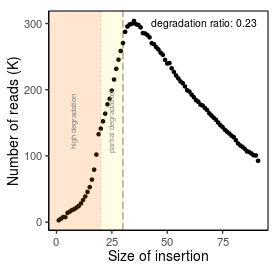 degradation ratio: 0.23
Number of reads (K)
300
200
100
0
high degradation
partial degradation
0
25
50
75
Size of insertion